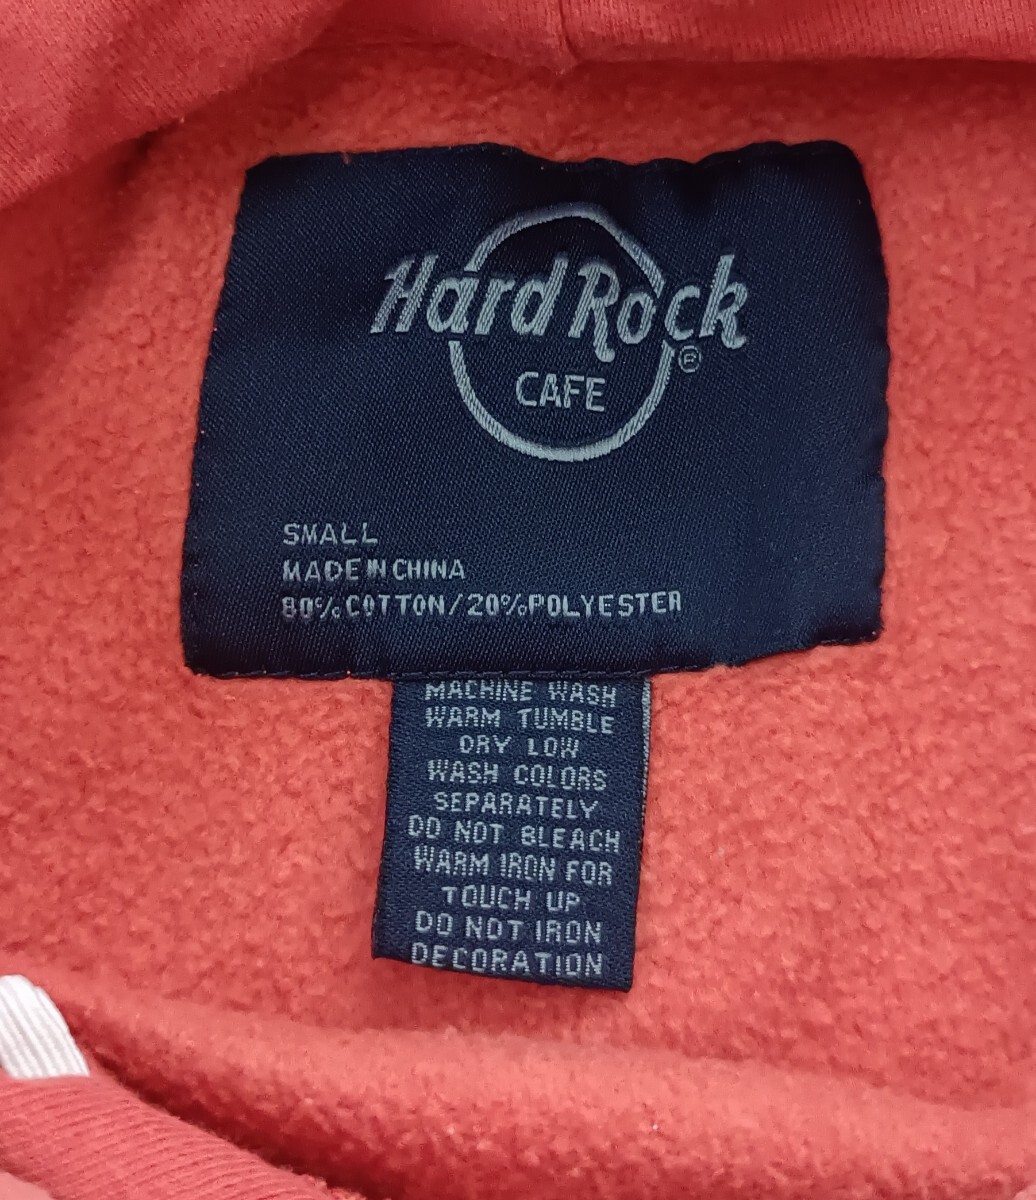 Hard Rock
®
CAFE
SMALL
MADE IN CHINA
80% COTTON/20% POLYESTER
MACHINE WASH
WARM TUMBLE
DRY LOW
WASH COLORS
SEPARATELY
DO NOT BLEACH
WARM IRON FOR
TOUCH UP
DO NOT IRON
DECORATION